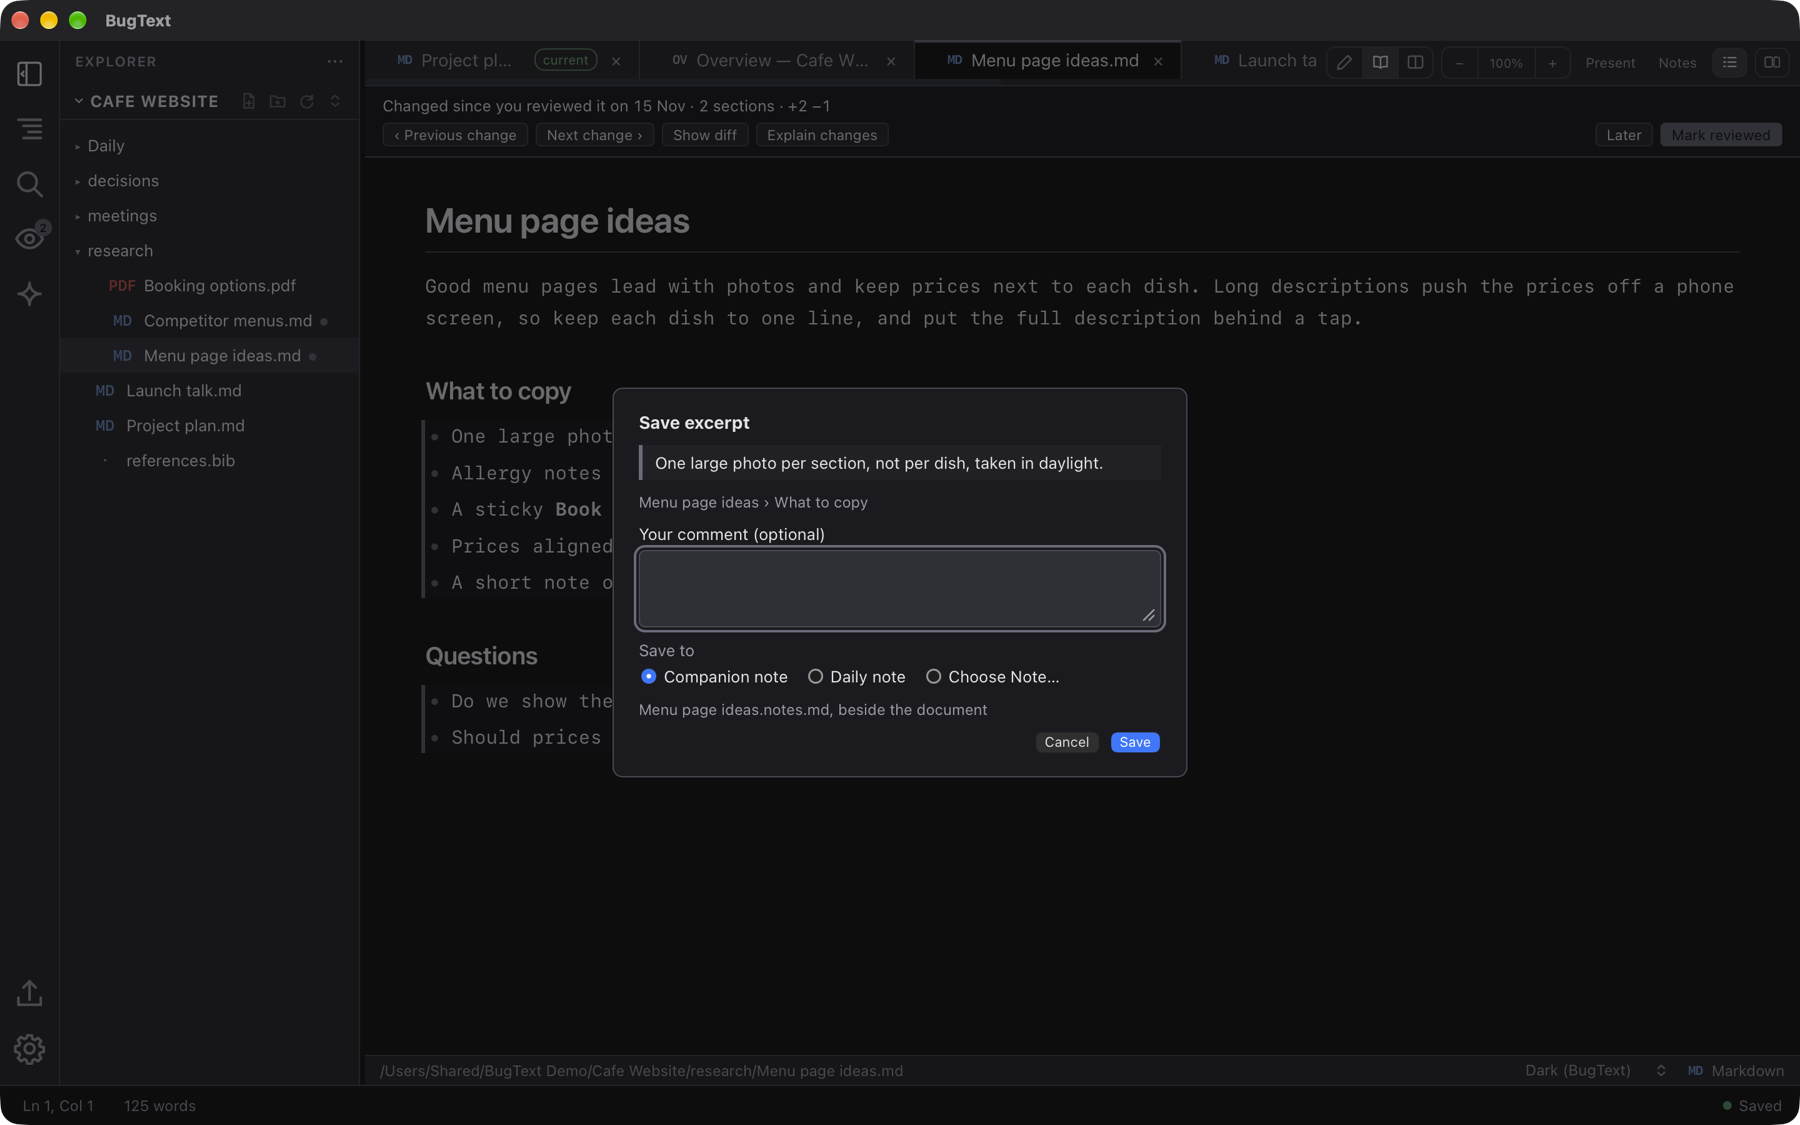 BugText
EXPLORER
CAFE WEBSITE
Daily
decisions
meetings
research
PDF Booking options.pdf
MD Competitor menus.md
MD Menu page ideas.md
MD Launch talk.md
MD Project plan.md
references.bib
2
MD Project pl... current ×
OV Overview — Cafe W... ×
MD Menu page ideas.md ×
MD Launch ta
− 100% +
Present
Notes
Changed since you reviewed it on 15 Nov · 2 sections · +2 −1
‹ Previous change
Next change ›
Show diff
Explain changes
Later
Mark reviewed
Menu page ideas
Good menu pages lead with photos and keep prices next to each dish. Long descriptions push the prices off a phone
screen, so keep each dish to one line, and put the full description behind a tap.
What to copy
• One large phot
• Allergy notes
• A sticky Book
• Prices aligned
• A short note o
Questions
• Do we show the
• Should prices
Save excerpt
One large photo per section, not per dish, taken in daylight.
Menu page ideas › What to copy
Your comment (optional)
Save to
Companion note
Daily note
Choose Note...
Menu page ideas.notes.md, beside the document
Cancel
Save
/Users/Shared/BugText Demo/Cafe Website/research/Menu page ideas.md
Dark (BugText)
MD Markdown
Ln 1, Col 1
125 words
Saved